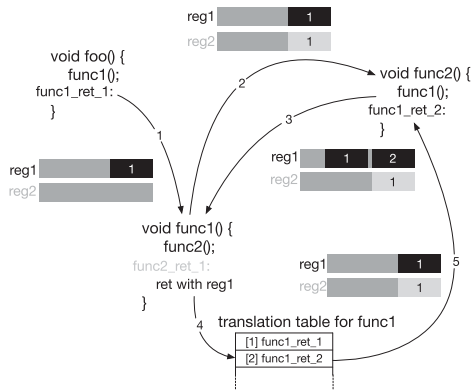 reg1 1
reg2 1
void foo() {
func1();
func1_ret_1:
}
2
void func2() {
func1();
func1_ret_2:
}
1
3
reg1 1
reg2
reg1 1 2
reg2 1
void func1() {
func2();
func2_ret_1:
ret with reg1
}
reg1 1
reg2 1
5
4
translation table for func1
[1] func1_ret_1
[2] func1_ret_2